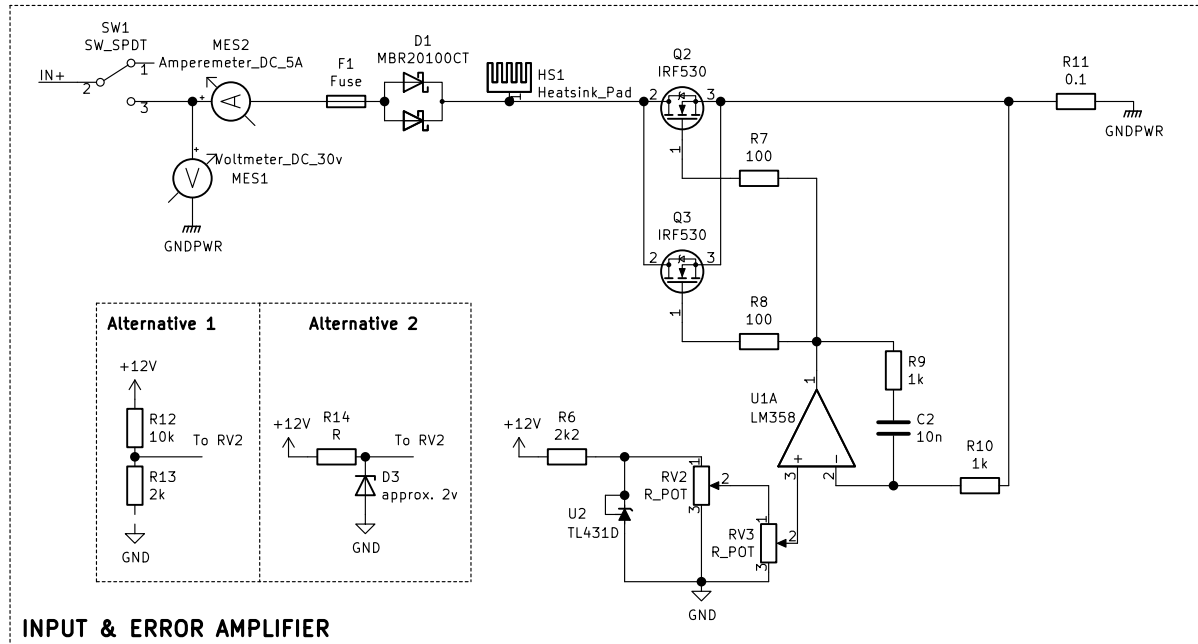 SW1
SW_SPDT
IN+
1
2
3
MES2
Amperemeter_DC_5A
+
A
F1
Fuse
D1
MBR20100CT
HS1
Heatsink_Pad
1
Q2
IRF530
2
3
1
R11
0.1
GNDPWR
R7
100
+
Voltmeter_DC_30v
MES1
V
GNDPWR
Q3
IRF530
2
3
1
R8
100
R9
1k
C2
10n
R10
1k
U1A
LM358
1
+
-
3
2
Alternative 1
+12V
R12
10k
To RV2
R13
2k
GND
Alternative 2
+12V
R14
R
To RV2
D3
approx. 2v
GND
+12V
R6
2k2
U2
TL431D
RV2
R_POT
1
2
3
RV3
R_POT
1
2
3
GND
INPUT & ERROR AMPLIFIER